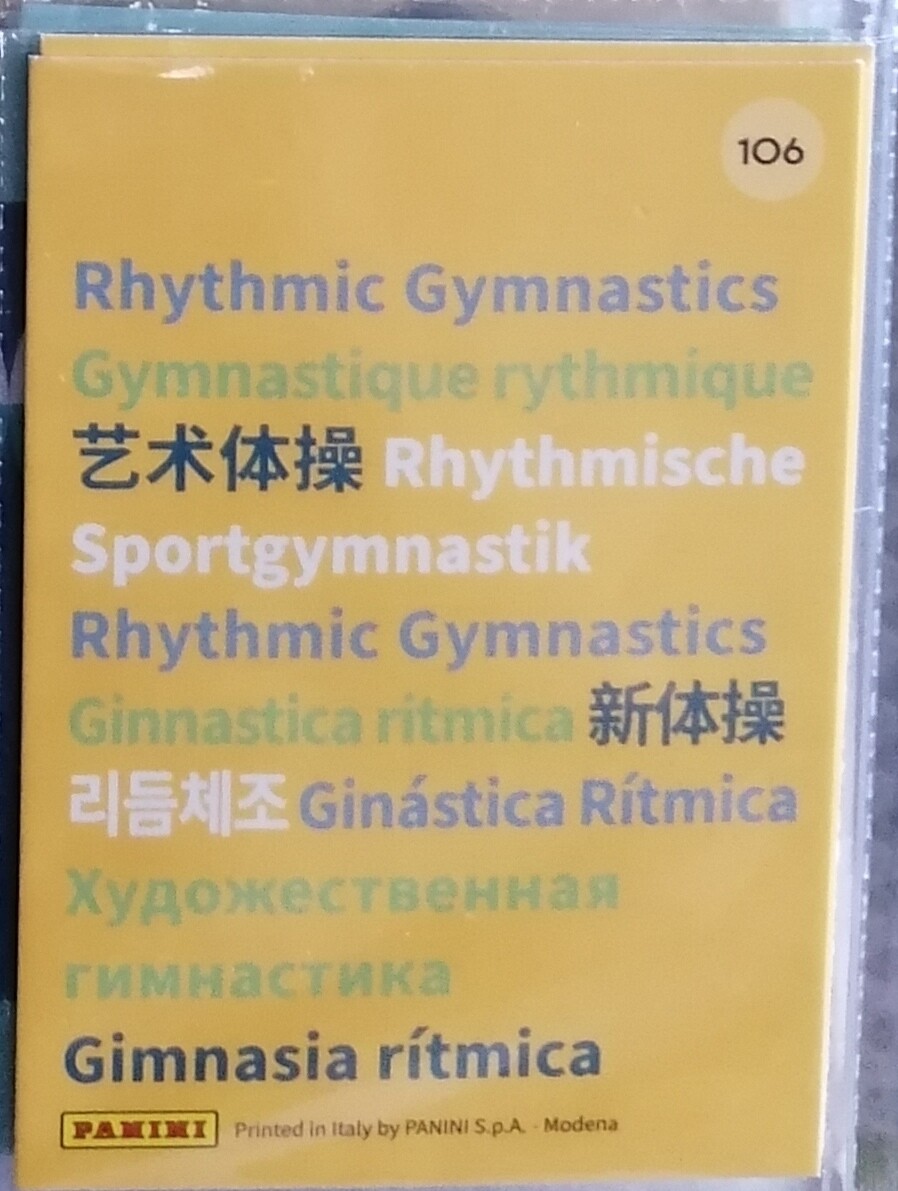 106
Rhythmic Gymnastics
Gymnastique rythmique
艺术体操 Rhythmische
Sportgymnastik
Rhythmic Gymnastics
Ginnastica ritmica 新体操
리듬체조 Ginástica Rítmica
Художественная
гимнастика
Gimnasia rítmica
PANINI Printed in Italy by PANINI S.p.A. - Modena